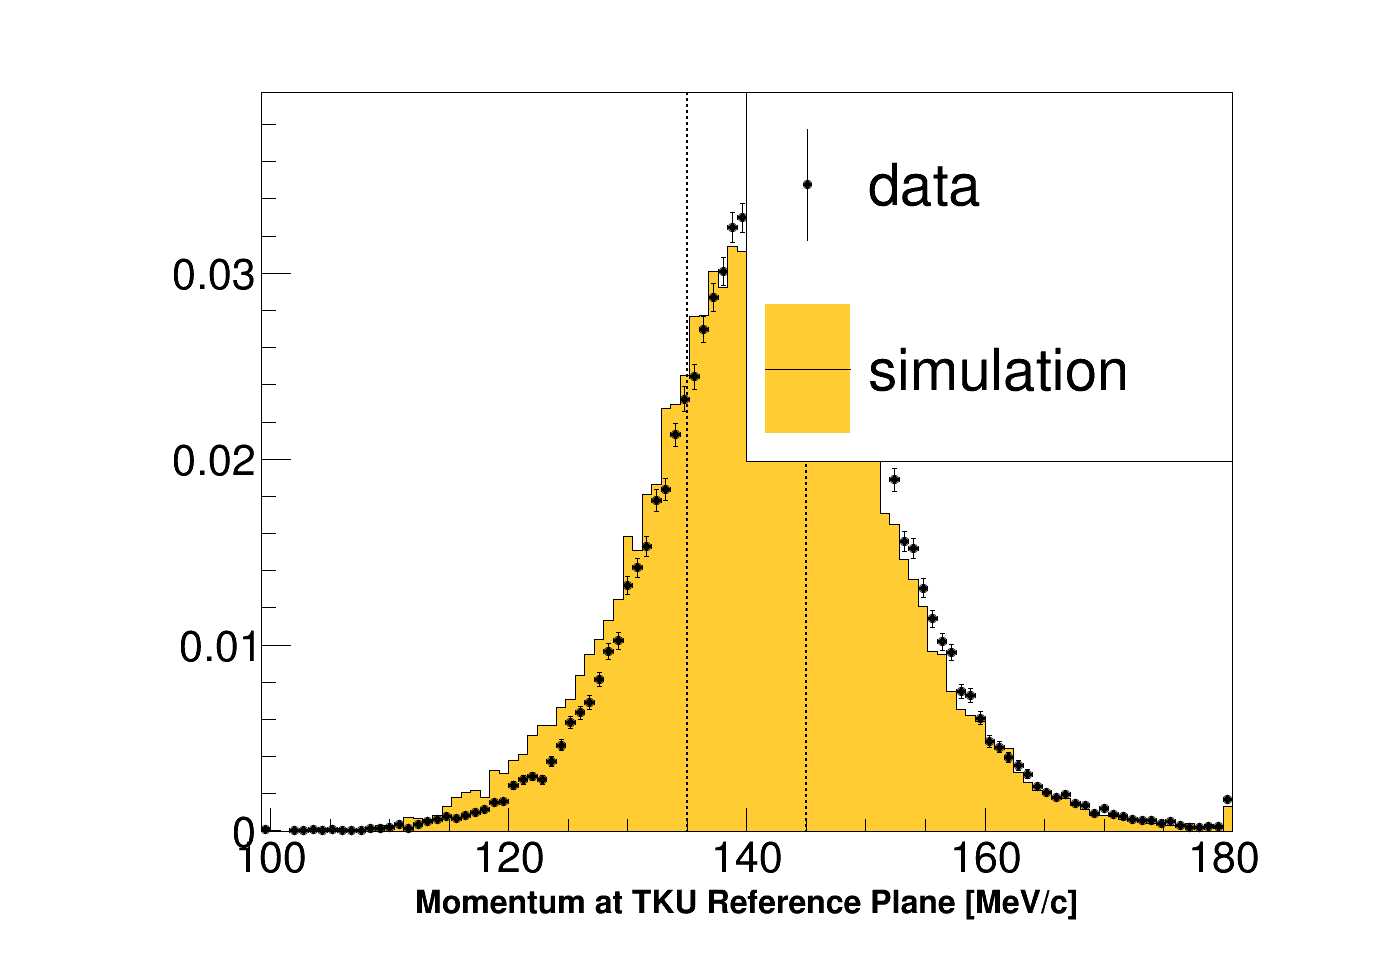 data
simulation
0.03
0.02
0.01
0
100 120 140 160 180
Momentum at TKU Reference Plane [MeV/c]